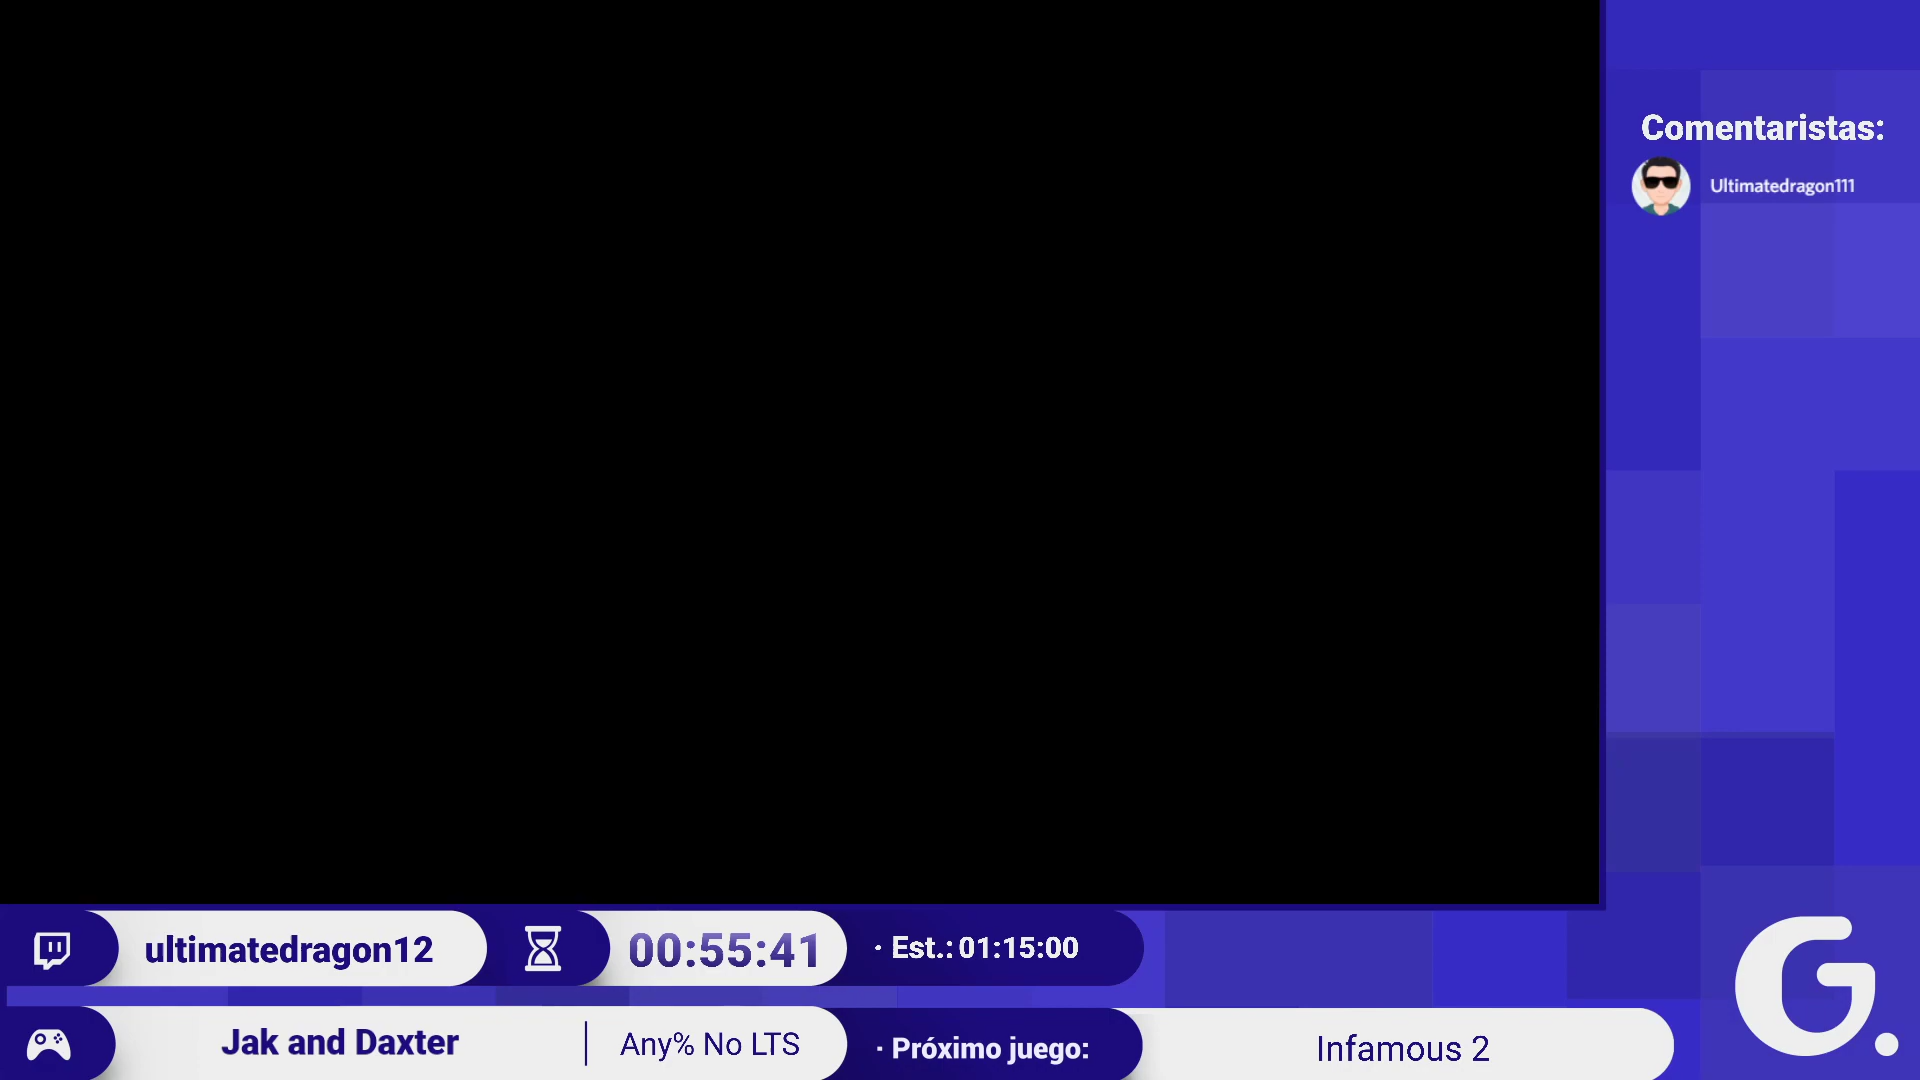 Comentaristas:
Ultimatedragon111
ultimatedragon12
00:55:41
· Est.: 01:15:00
Jak and Daxter
Any% No LTS
· Próximo juego:
Infamous 2
G.